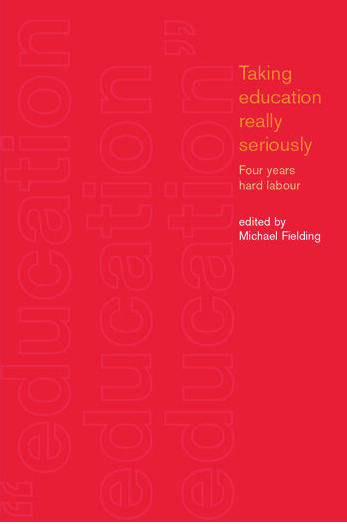 “education
education
education”
Taking
education
really
seriously
Four years
hard labour
edited by
Michael Fielding